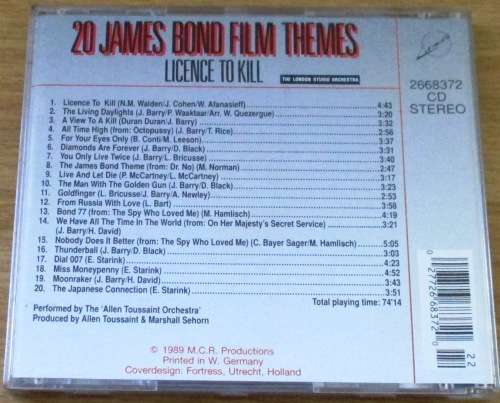 20 JAMES BOND FILM THEMES
LICENCE TO KILL THE LONDON STUDIO ORCHESTRA
2668372
CD
STEREO
1. Licence To Kill (N.M. Walden/J. Cohen/W. Afanasieff) 4:43
2. The Living Daylights (J. Barry/P. Waaktaar/Arr. W. Quezergue) 3:20
3. A View To A Kill (Duran Duran/J. Barry) 3:32
4. All Time High (from: Octopussy) (J. Barry/T. Rice) 2:56
5. For Your Eyes Only (B. Conti/M. Leeson) 3:37
6. Diamonds Are Forever (J. Barry/D. Black) 3:31
7. You Only Live Twice (J. Barry/L. Bricusse) 3:40
8. The James Bond Theme (from: Dr. No) (M. Norman) 2:47
9. Live And Let Die (P. McCartney/L. McCartney) 3:17
10. The Man With The Golden Gun (J. Barry/D. Black) 3:23
11. Goldfinger (L. Bricusse/J. Barry/A. Newley) 3:53
12. From Russia With Love (L. Bart) 3:58
13. Bond 77 (from: The Spy Who Loved Me) (M. Hamlisch) 4:19
14. We Have All The Time In The World (from: On Her Majesty's Secret Service) 3:21
(J. Barry/H. David)
15. Nobody Does It Better (from: The Spy Who Loved Me) (C. Bayer Sager/M. Hamlisch) 5:05
16. Thunderball (J. Barry/D. Black) 3:03
17. Dial 007 (E. Starink) 4:23
18. Miss Moneypenny (E. Starink) 4:52
19. Moonraker (J. Barry/H. David) 3:43
20. The Japanese Connection (E. Starink) 3:51
Total playing time: 74'14
Performed by The 'Allen Toussaint Orchestra'
Produced by Allen Toussaint & Marshall Sehorn
© 1989 M.C.R. Productions
Printed in W. Germany
Coverdesign: Fortress, Utrecht, Holland
22
0 27726 68372 0